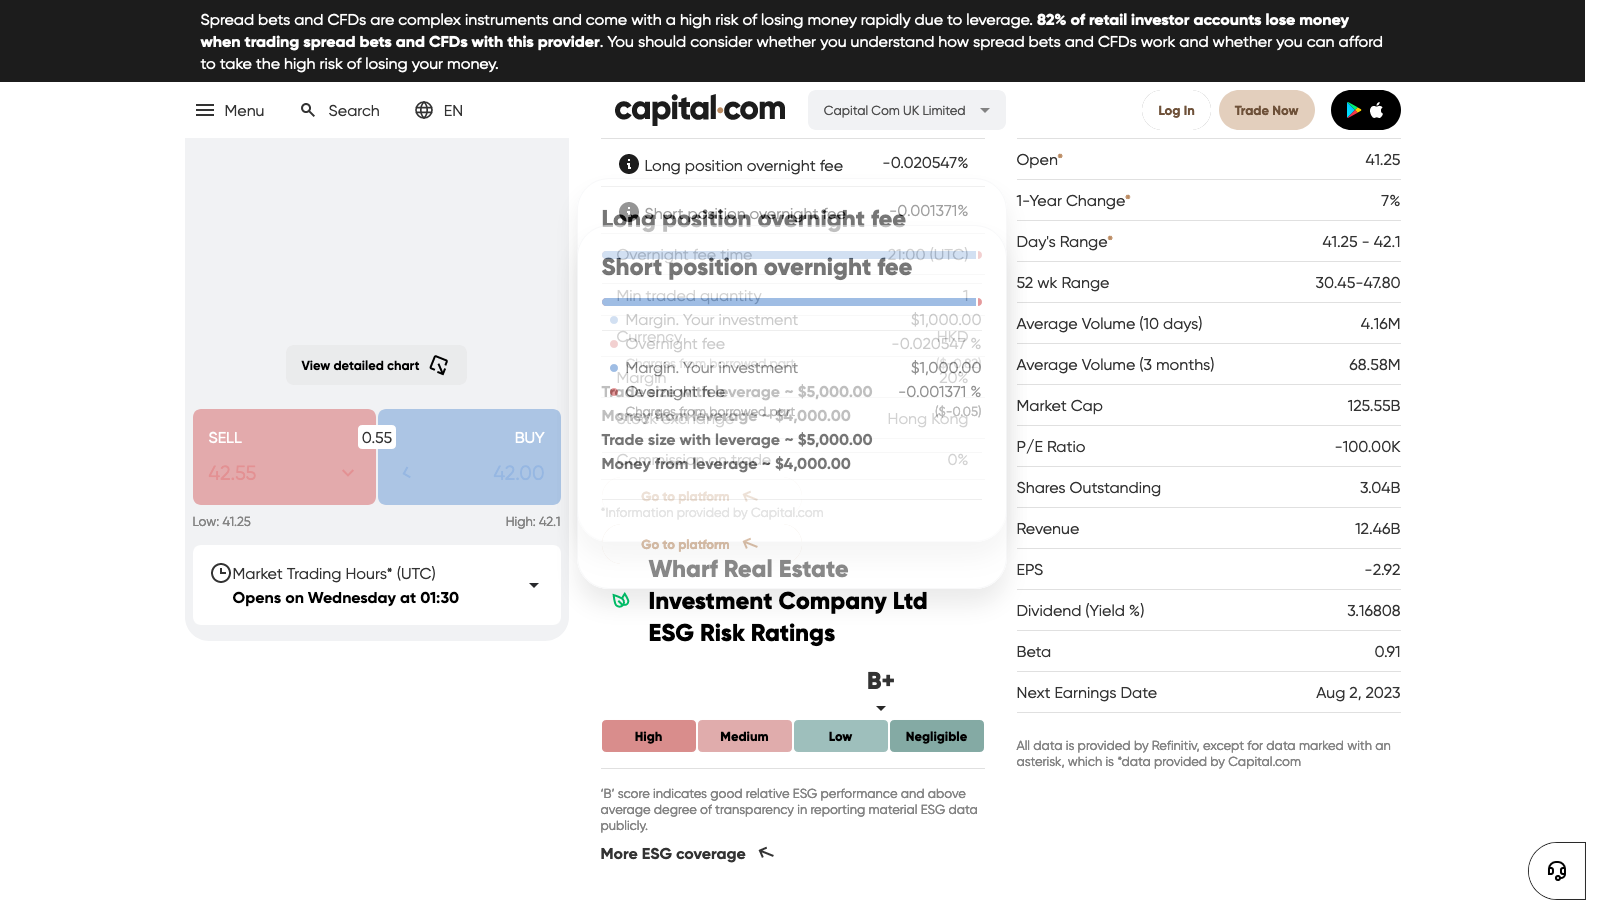 Spread bets and CFDs are complex instruments and come with a high risk of losing money rapidly due to leverage. 82% of retail investor accounts lose money
when trading spread bets and CFDs with this provider. You should consider whether you understand how spread bets and CFDs work and whether you can afford
to take the high risk of losing your money.
Menu Search EN capital.com Capital Com UK Limited Log In Trade Now
View detailed chart
SELL 0.55 BUY
42.55 42.00
Low: 41.25 High: 42.1
Market Trading Hours* (UTC)
Opens on Wednesday at 01:30
Long position overnight fee -0.020547%
Short position overnight fee -0.001371%
Long position overnight fee
Overnight fee time 21:00 (UTC)
Short position overnight fee
Min traded quantity 1
Margin. Your investment $1,000.00
Currency HKD
Overnight fee -0.020547 %
Charges from borrowed part
Margin. Your investment $1,000.00
Margin 20%
Trade size with leverage ~ $5,000.00
Overnight fee -0.001371 %
Charges from borrowed part ($-0.05)
Money from leverage ~ $4,000.00
Stock exchange Hong Kong
Trade size with leverage ~ $5,000.00
Commission on trade 0%
Money from leverage ~ $4,000.00
Go to platform
*Information provided by Capital.com
Go to platform
Wharf Real Estate
Investment Company Ltd
ESG Risk Ratings
B+
High Medium Low Negligible
'B' score indicates good relative ESG performance and above
average degree of transparency in reporting material ESG data
publicly.
More ESG coverage
Open* 41.25
1-Year Change* 7%
Day's Range* 41.25 - 42.1
52 wk Range 30.45-47.80
Average Volume (10 days) 4.16M
Average Volume (3 months) 68.58M
Market Cap 125.55B
P/E Ratio -100.00K
Shares Outstanding 3.04B
Revenue 12.46B
EPS -2.92
Dividend (Yield %) 3.16808
Beta 0.91
Next Earnings Date Aug 2, 2023
All data is provided by Refinitiv, except for data marked with an
asterisk, which is *data provided by Capital.com